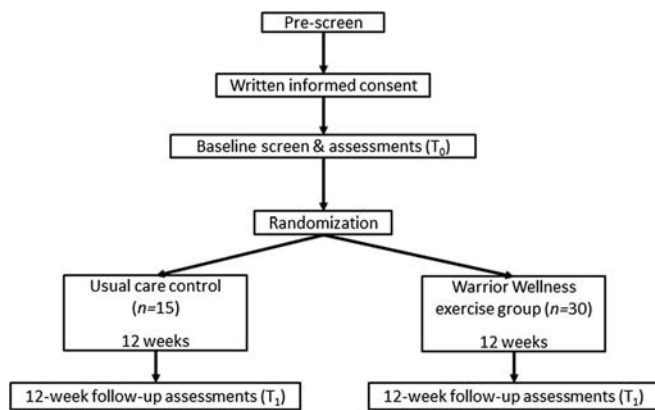 Pre-screen
Written informed consent
Baseline screen & assessments (T₀)
Randomization
Usual care control
(n=15)
12 weeks
Warrior Wellness
exercise group (n=30)
12 weeks
12-week follow-up assessments (T₁)
12-week follow-up assessments (T₁)